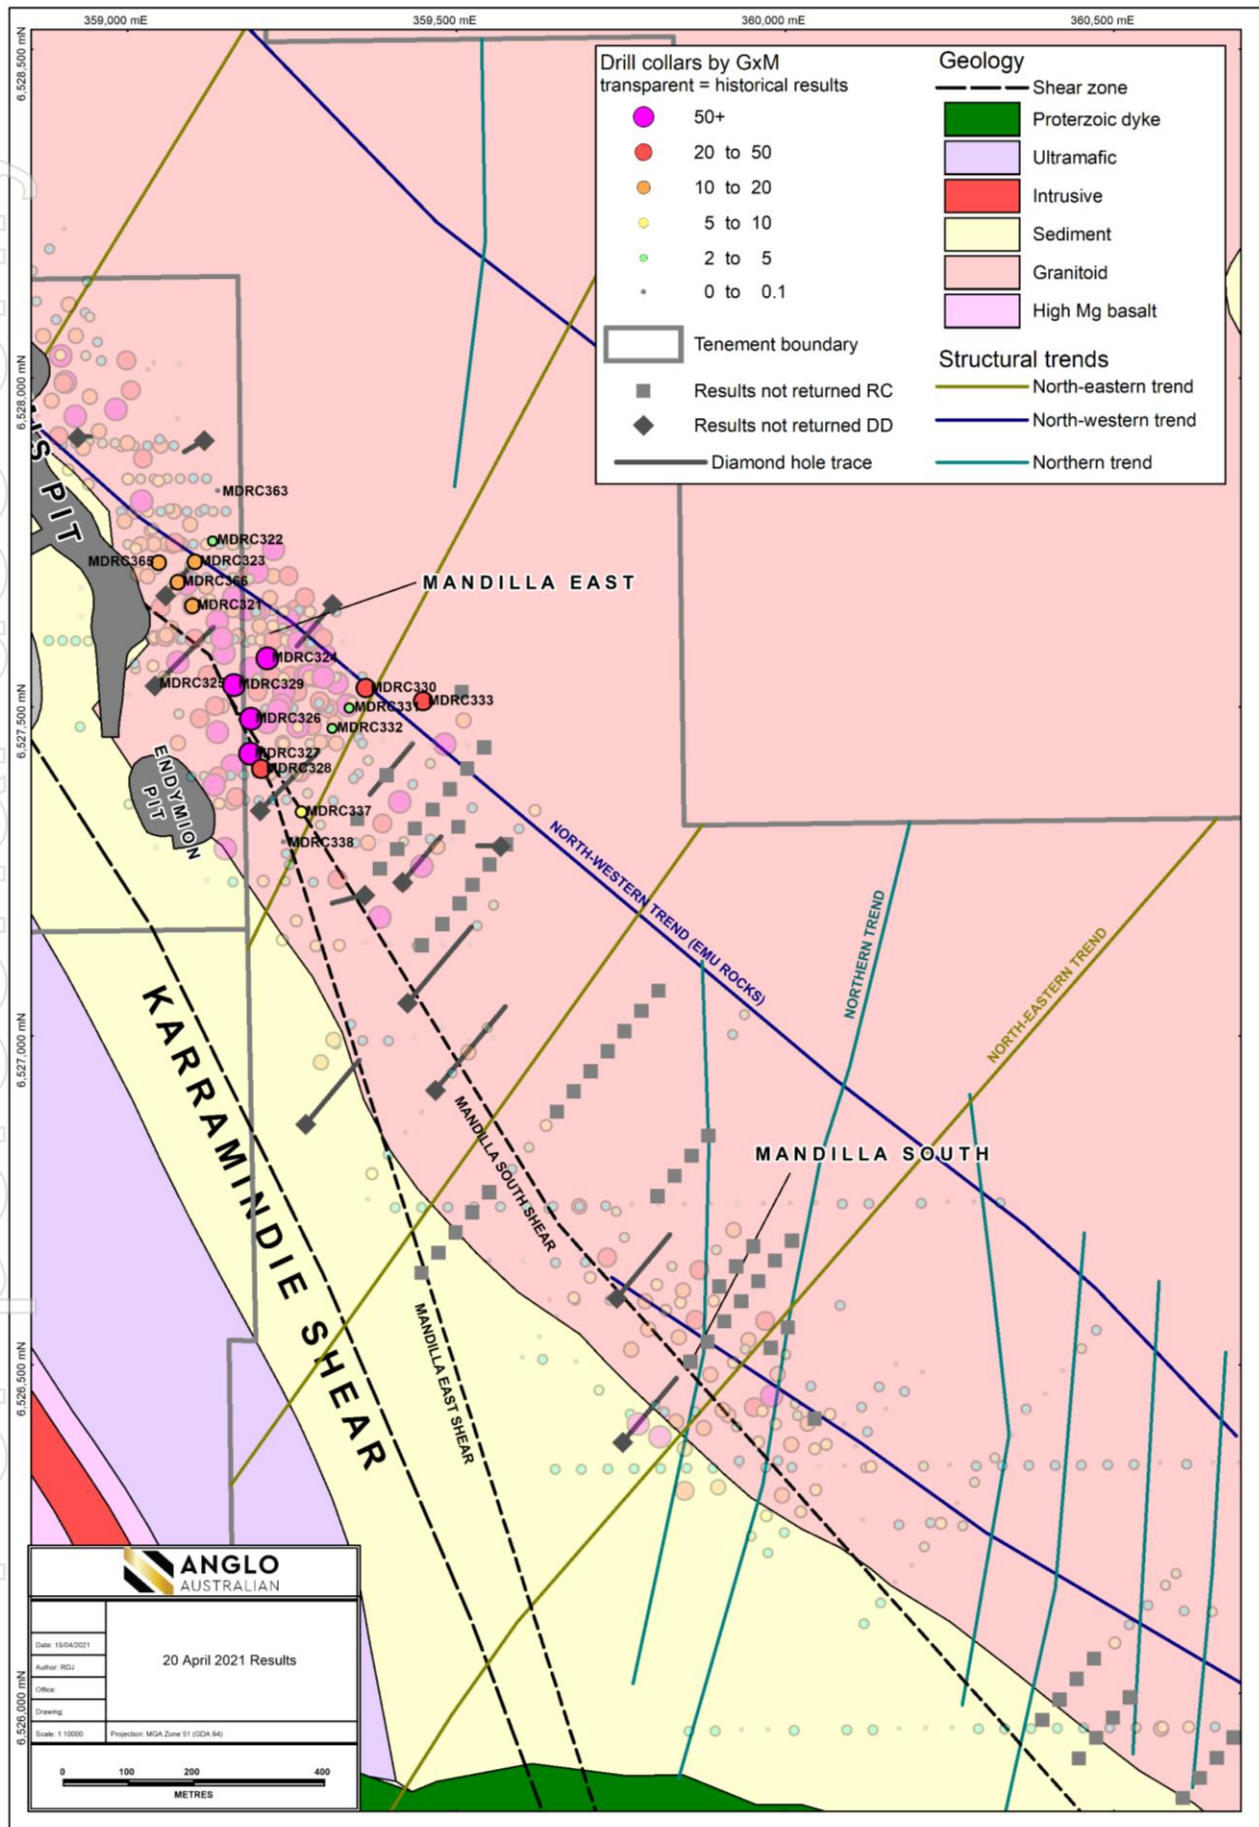 359,000 mE
359,500 mE
360,000 mE
360,500 mE
6,528,500 mN
6,528,000 mN
6,527,500 mN
6,527,000 mN
6,526,500 mN
6,526,000 mN
Drill collars by GxM
transparent = historical results
50+
20 to 50
10 to 20
5 to 10
2 to 5
0 to 0.1
Tenement boundary
Results not returned RC
Results not returned DD
Diamond hole trace
Geology
Shear zone
Proterzoic dyke
Ultramafic
Intrusive
Sediment
Granitoid
High Mg basalt
Structural trends
North-eastern trend
North-western trend
Northern trend
NS PIT
MDRC363
MDRC322
MDRC365
MDRC323
MDRC366
MDRC321
MANDILLA EAST
MDRC324
MDRC325
MDRC329
MDRC330
MDRC333
MDRC331
MDRC326
MDRC332
MDRC327
MDRC328
ENDYMION
PIT
MDRC337
MDRC338
NORTH-WESTERN TREND (EMU ROCKS)
NORTHERN TREND
NORTH-EASTERN TREND
KARRAMINDIE SHEAR
MANDILLA SOUTH SHEAR
MANDILLA SOUTH
MANDILLA EAST SHEAR
ANGLO
AUSTRALIAN
Date: 15/04/2021
Author: RDJ
Office:
Drawing:
Scale: 1:10000
Projection: MGA Zone 51 (GDA 94)
20 April 2021 Results
0 100 200 400
METRES